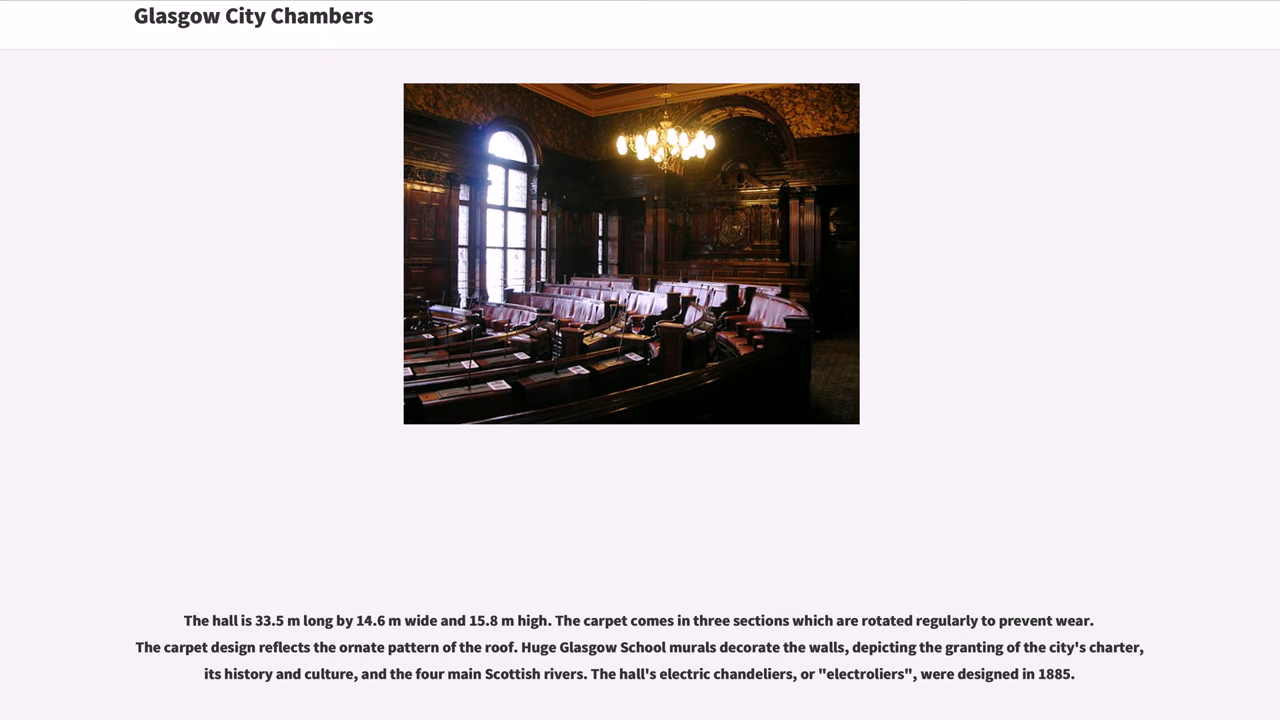 Glasgow City Chambers
The hall is 33.5 m long by 14.6 m wide and 15.8 m high. The carpet comes in three sections which are rotated regularly to prevent wear.
The carpet design reflects the ornate pattern of the roof. Huge Glasgow School murals decorate the walls, depicting the granting of the city's charter,
its history and culture, and the four main Scottish rivers. The hall's electric chandeliers, or "electroliers", were designed in 1885.